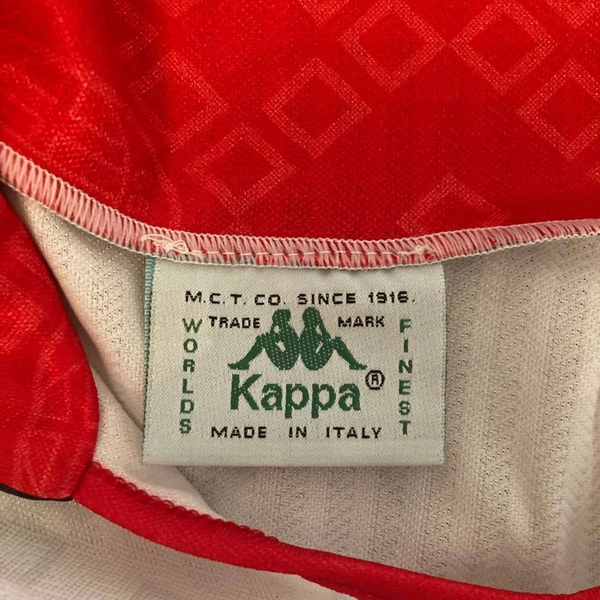 M.C.T. CO. SINCE 1916.
TRADE MARK
WORLDS
FINEST
Kappa®
MADE IN ITALY